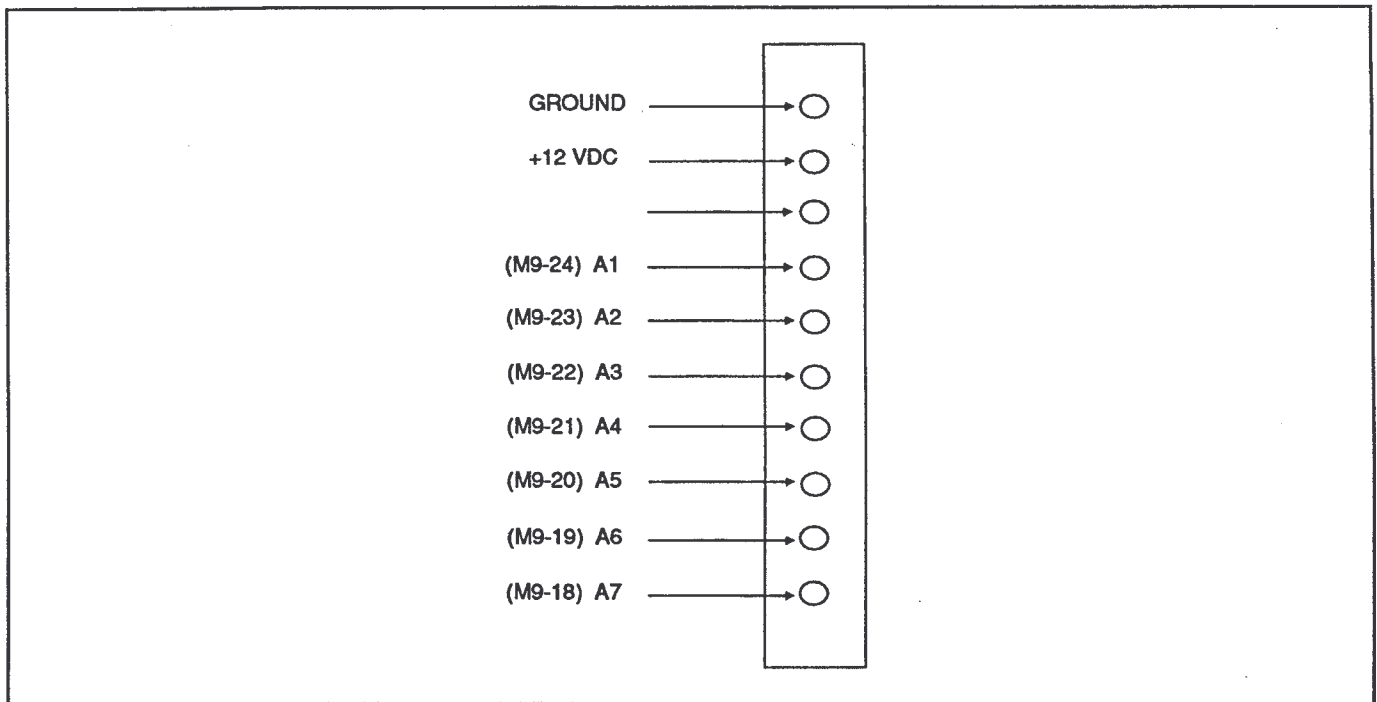 GROUND
+12 VDC
(M9-24) A1
(M9-23) A2
(M9-22) A3
(M9-21) A4
(M9-20) A5
(M9-19) A6
(M9-18) A7